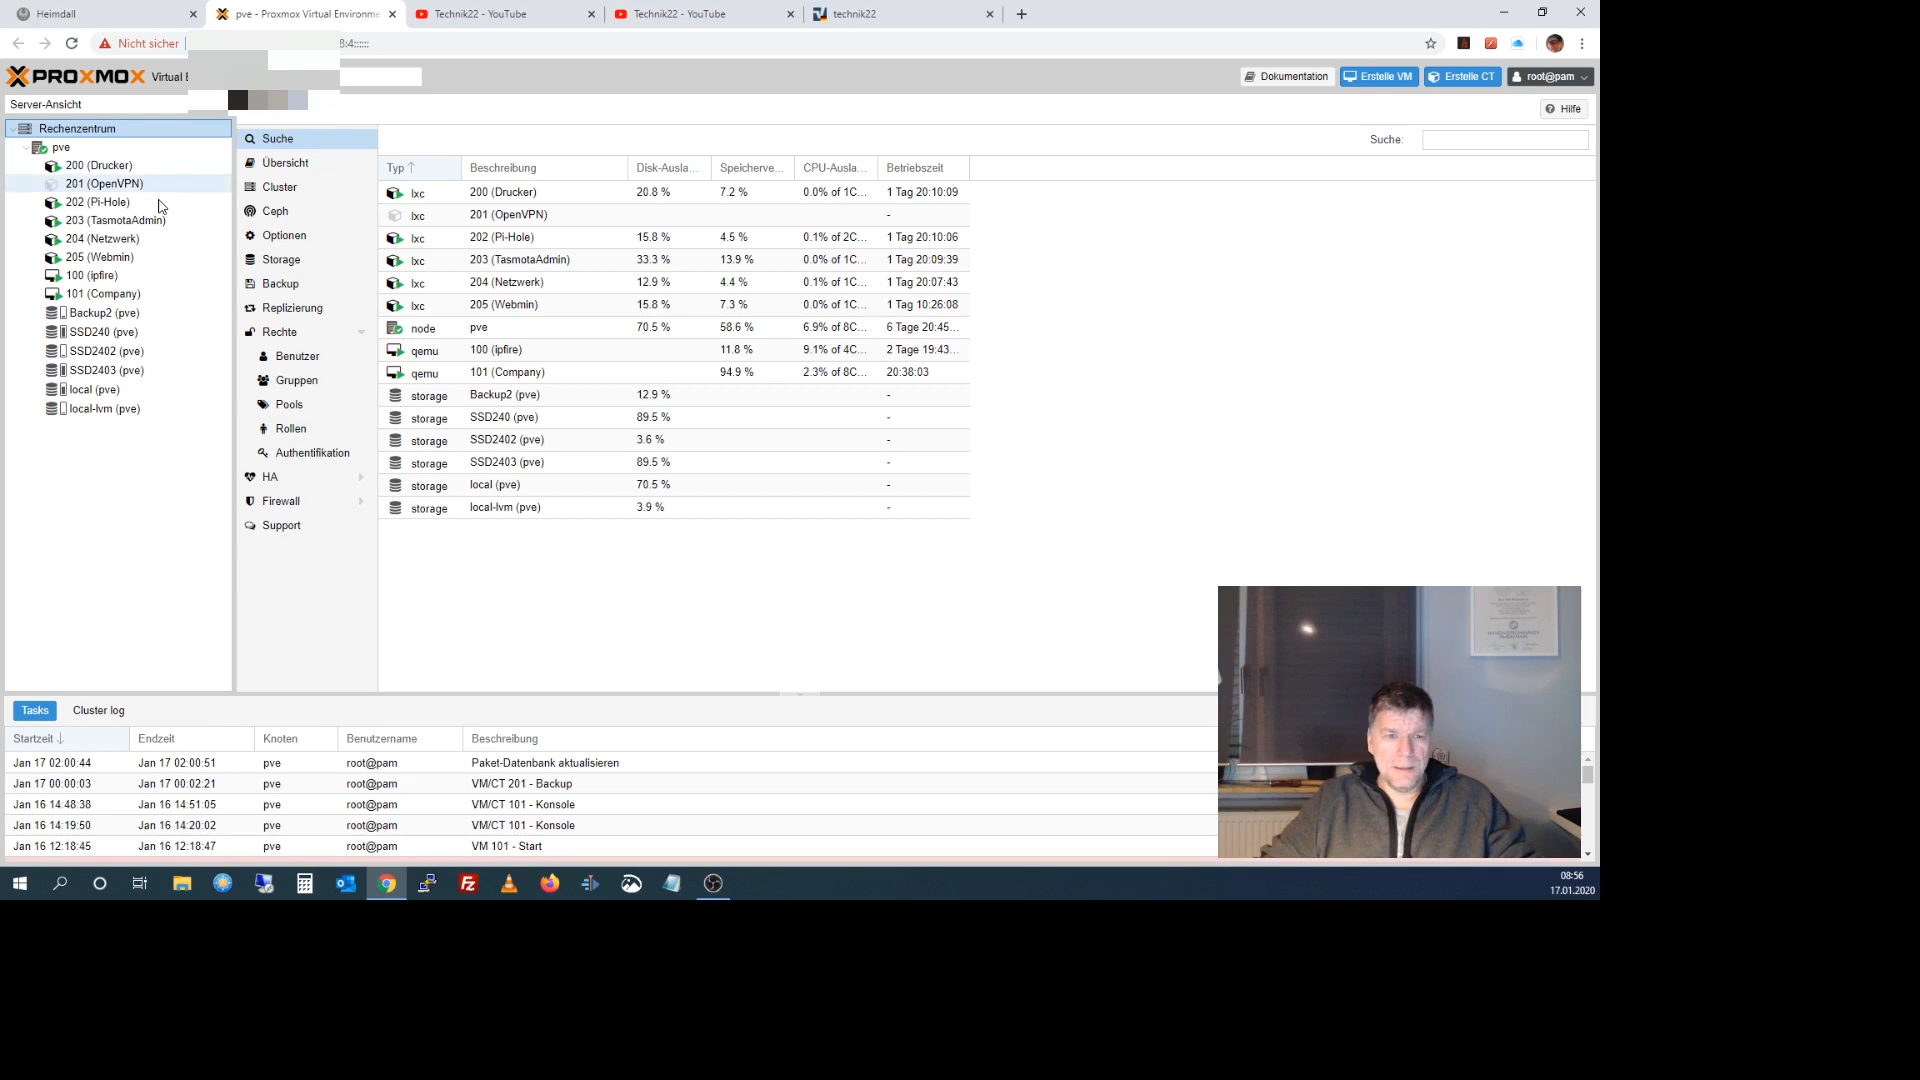 Heimdall
pve - Proxmox Virtual Environme
Technik22 - YouTube
Technik22 - YouTube
technik22
Nicht sicher
8:4::::::
PROXMOX Virtual E
Dokumentation
Erstelle VM
Erstelle CT
root@pam
Server-Ansicht
Hilfe
Rechenzentrum
pve
200 (Drucker)
201 (OpenVPN)
202 (Pi-Hole)
203 (TasmotaAdmin)
204 (Netzwerk)
205 (Webmin)
100 (ipfire)
101 (Company)
Backup2 (pve)
SSD240 (pve)
SSD2402 (pve)
SSD2403 (pve)
local (pve)
local-lvm (pve)
Suche
Übersicht
Cluster
Ceph
Optionen
Storage
Backup
Replizierung
Rechte
Benutzer
Gruppen
Pools
Rollen
Authentifikation
HA
Firewall
Support
Suche:
Typ Beschreibung Disk-Ausla... Speicherve... CPU-Ausla... Betriebszeit
lxc 200 (Drucker) 20.8 % 7.2 % 0.0% of 1C... 1 Tag 20:10:09
lxc 201 (OpenVPN) -
lxc 202 (Pi-Hole) 15.8 % 4.5 % 0.1% of 2C... 1 Tag 20:10:06
lxc 203 (TasmotaAdmin) 33.3 % 13.9 % 0.0% of 1C... 1 Tag 20:09:39
lxc 204 (Netzwerk) 12.9 % 4.4 % 0.1% of 1C... 1 Tag 20:07:43
lxc 205 (Webmin) 15.8 % 7.3 % 0.0% of 1C... 1 Tag 10:26:08
node pve 70.5 % 58.6 % 6.9% of 8C... 6 Tage 20:45...
qemu 100 (ipfire) 11.8 % 9.1% of 4C... 2 Tage 19:43...
qemu 101 (Company) 94.9 % 2.3% of 8C... 20:38:03
storage Backup2 (pve) 12.9 % -
storage SSD240 (pve) 89.5 % -
storage SSD2402 (pve) 3.6 % -
storage SSD2403 (pve) 89.5 % -
storage local (pve) 70.5 % -
storage local-lvm (pve) 3.9 % -
Tasks Cluster log
Startzeit Endzeit Knoten Benutzername Beschreibung
Jan 17 02:00:44 Jan 17 02:00:51 pve root@pam Paket-Datenbank aktualisieren
Jan 17 00:00:03 Jan 17 00:02:21 pve root@pam VM/CT 201 - Backup
Jan 16 14:48:38 Jan 16 14:51:05 pve root@pam VM/CT 101 - Konsole
Jan 16 14:19:50 Jan 16 14:20:02 pve root@pam VM/CT 101 - Konsole
Jan 16 12:18:45 Jan 16 12:18:47 pve root@pam VM 101 - Start
08:56
17.01.2020